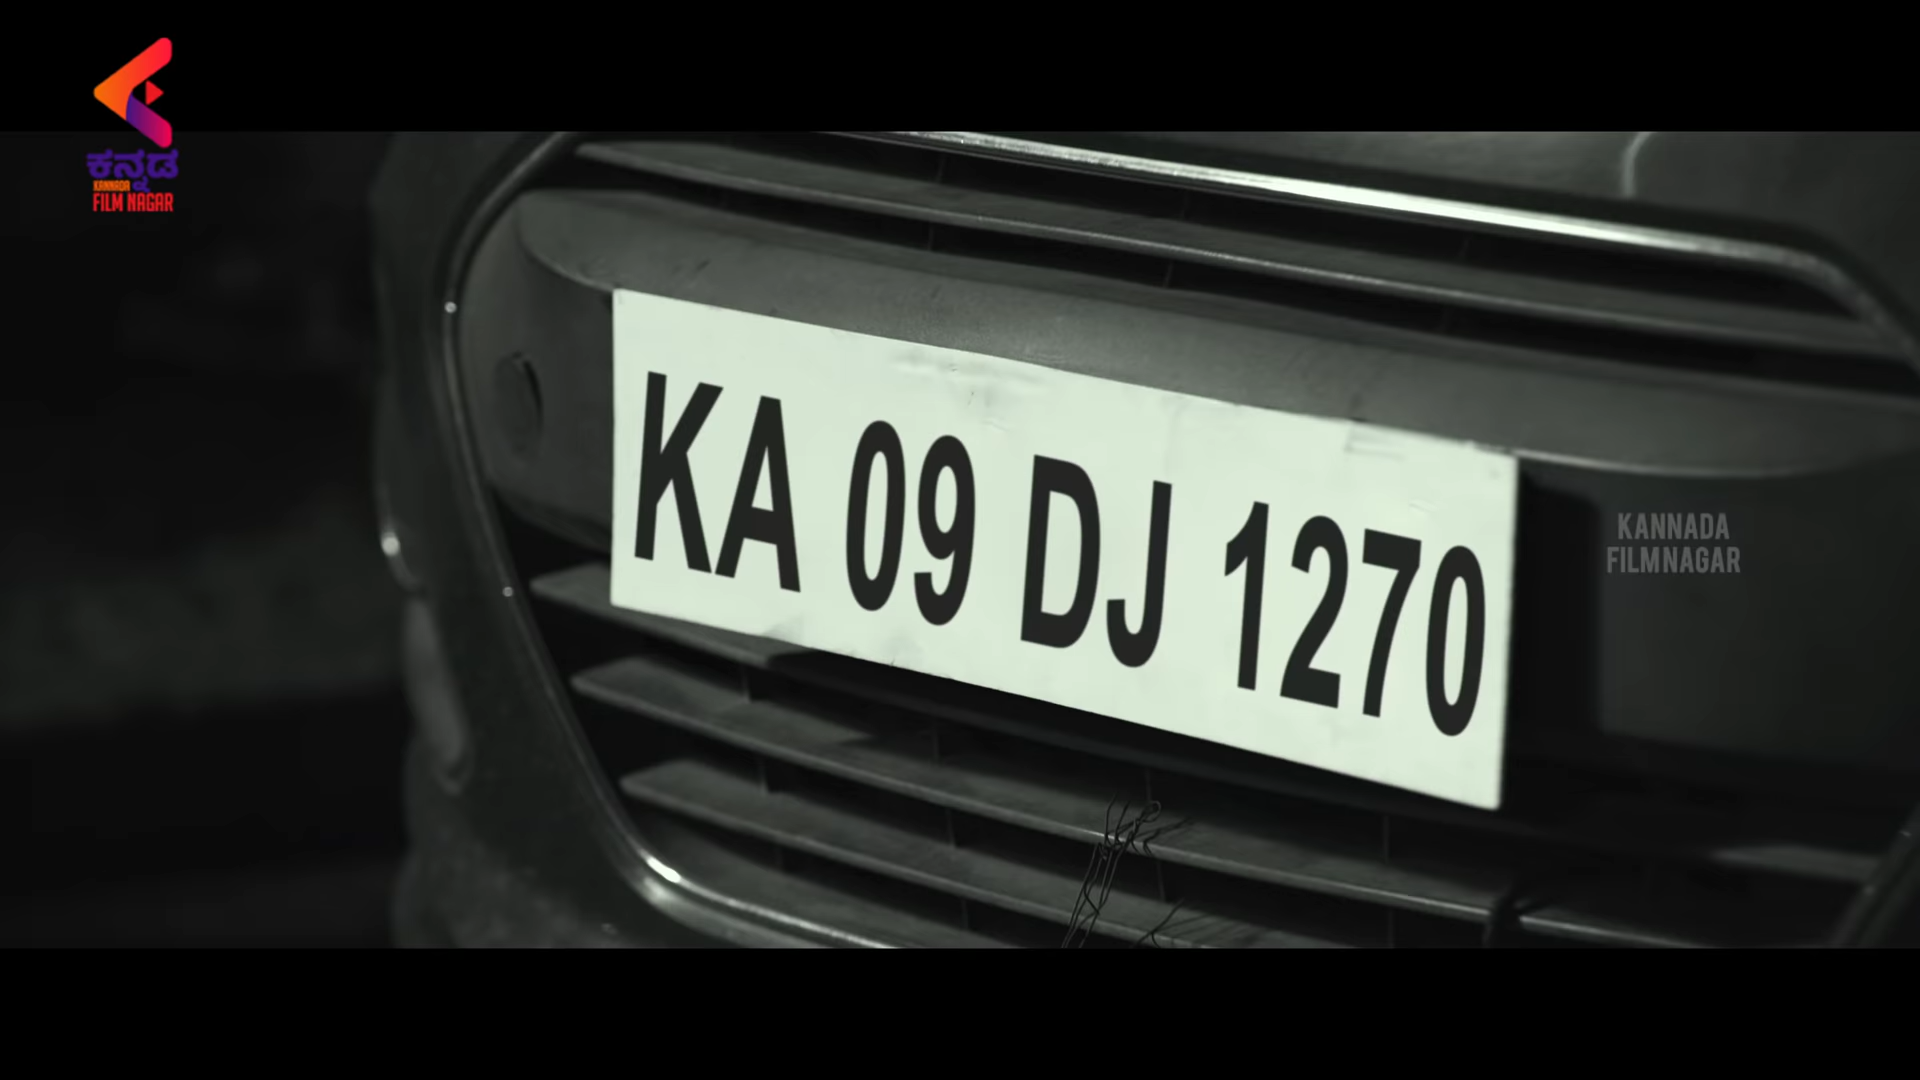 ಕನ್ನಡ
KANNADA
FILM NAGAR
KA 09 DJ 1270
KANNADA
FILMNAGAR